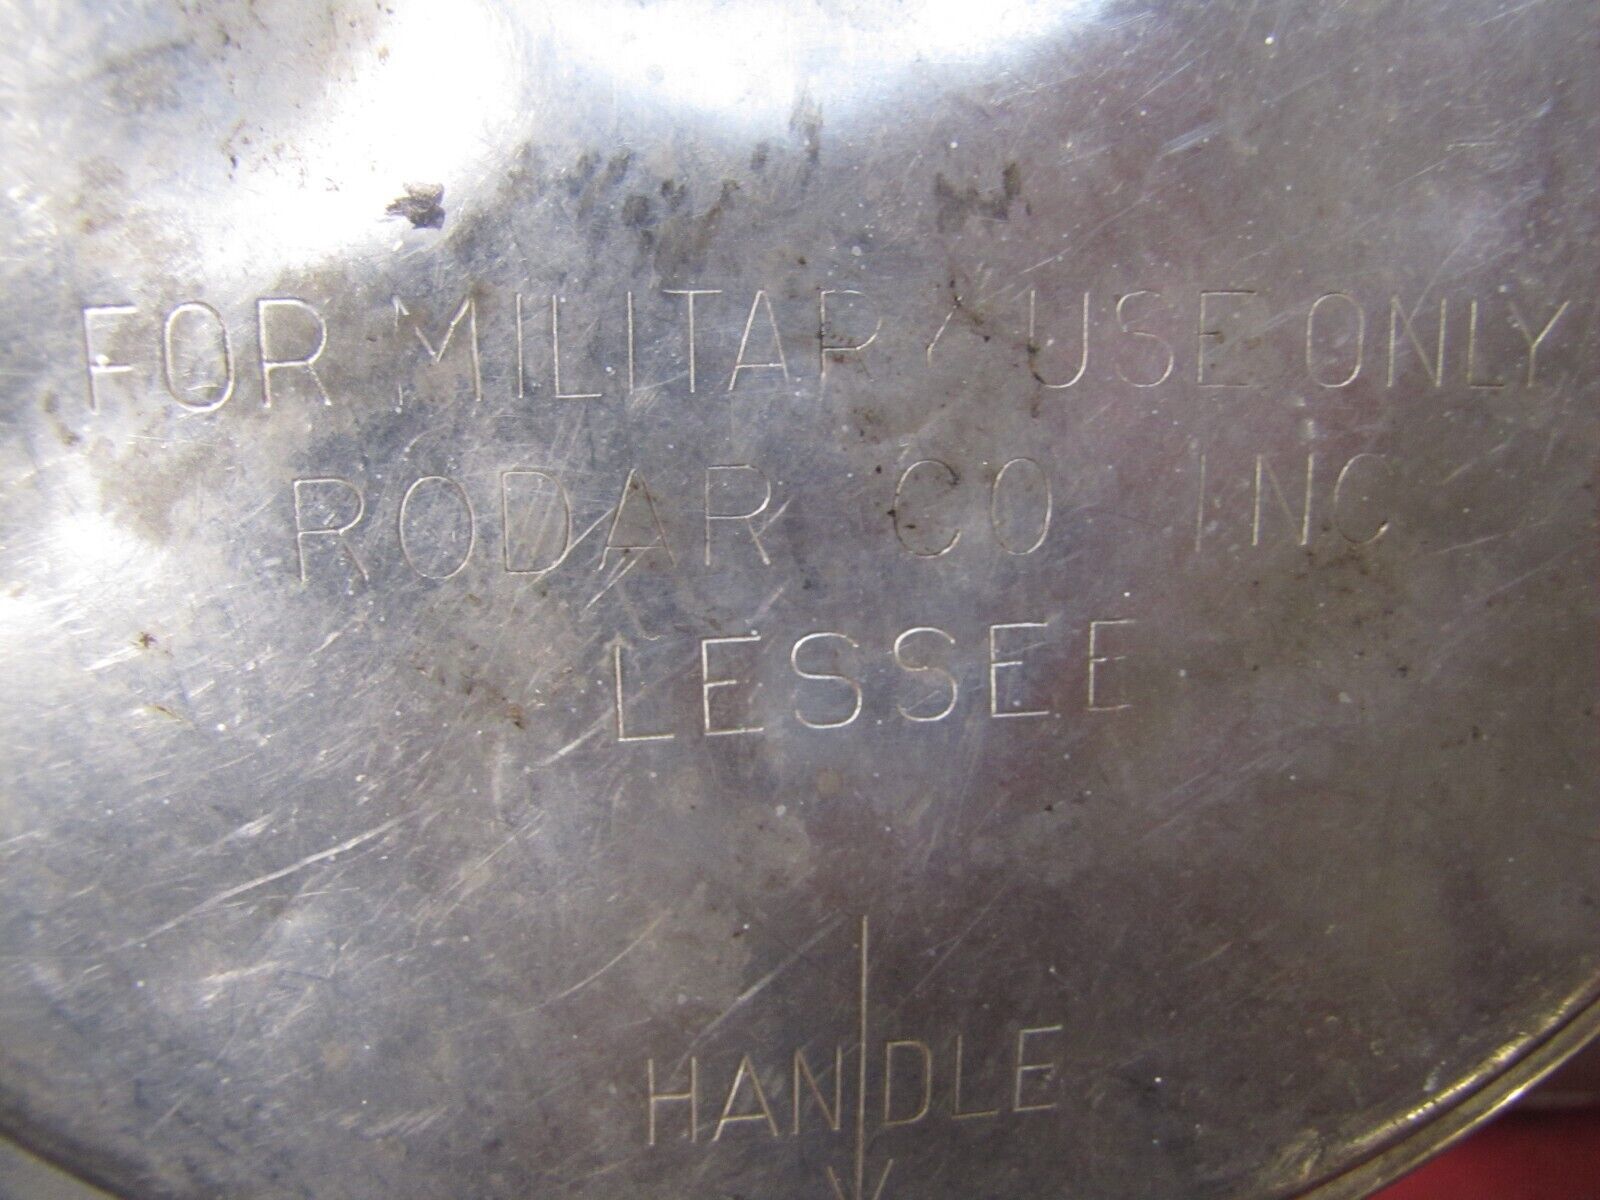 FOR MILITARY USE ONLY
RODAR CO INC
LESSEE
HANDLE